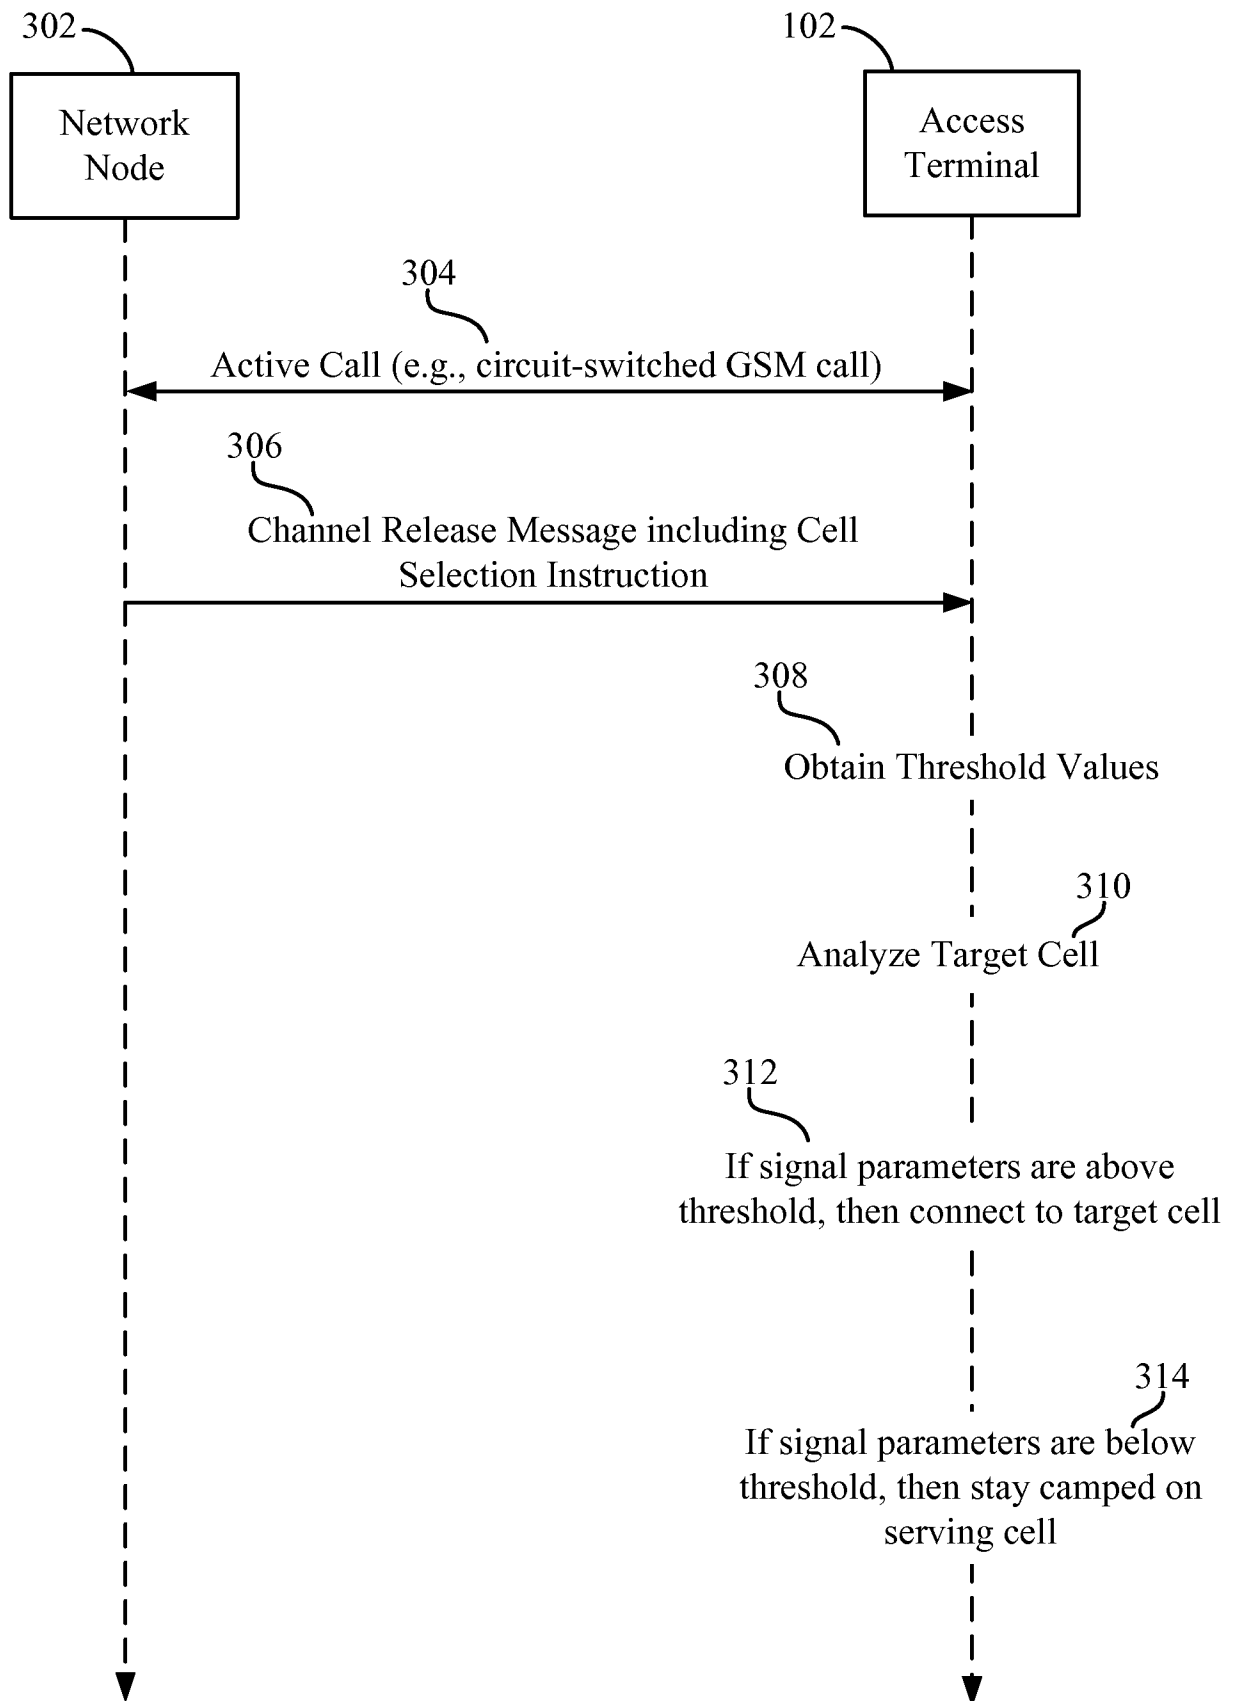 302
102
Network
Node
Access
Terminal
304
Active Call (e.g., circuit-switched GSM call)
306
Channel Release Message including Cell
Selection Instruction
308
Obtain Threshold Values
310
Analyze Target Cell
312
If signal parameters are above
threshold, then connect to target cell
314
If signal parameters are below
threshold, then stay camped on
serving cell